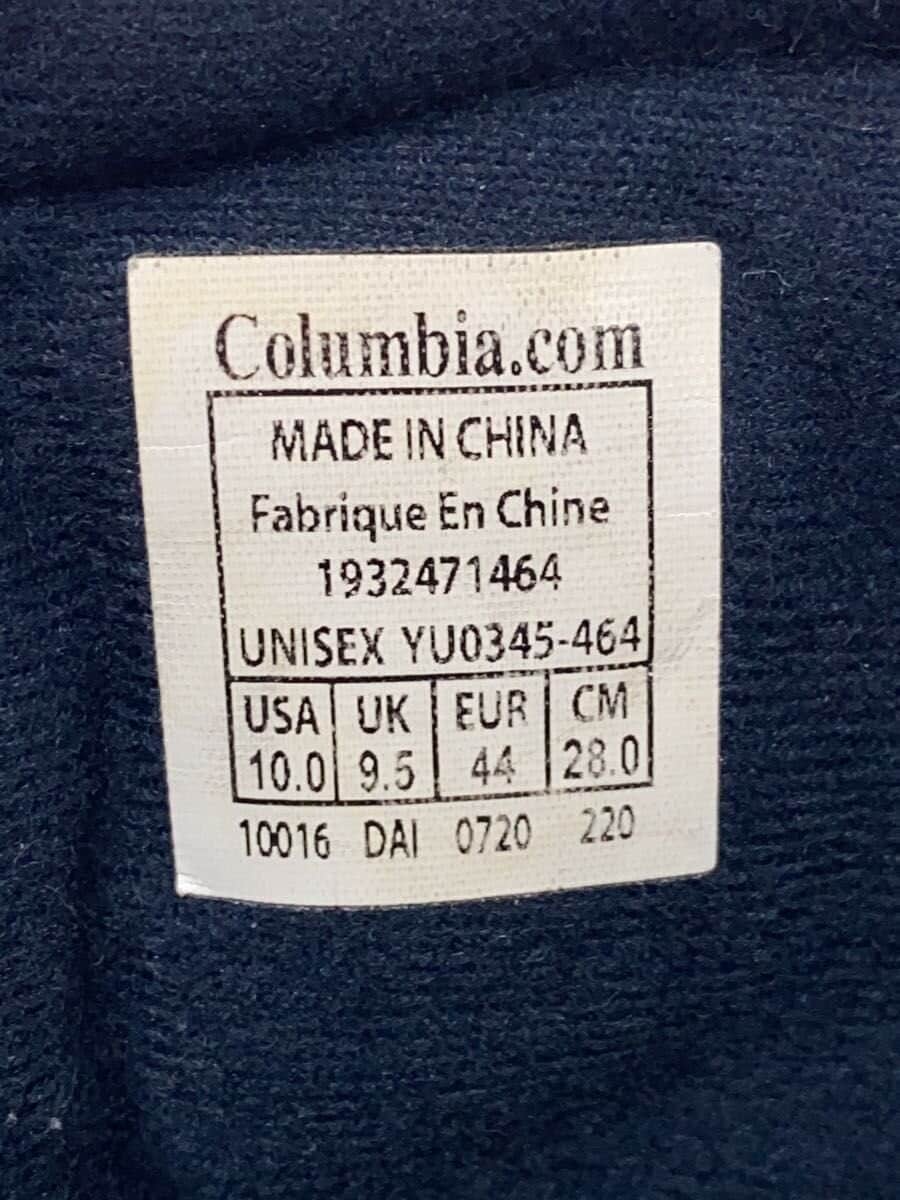 Columbia.com
MADE IN CHINA
Fabrique En Chine
1932471464
UNISEX YU0345-464
USA UK EUR CM
10.0 9.5 44 28.0
10016 DAI 0720 220